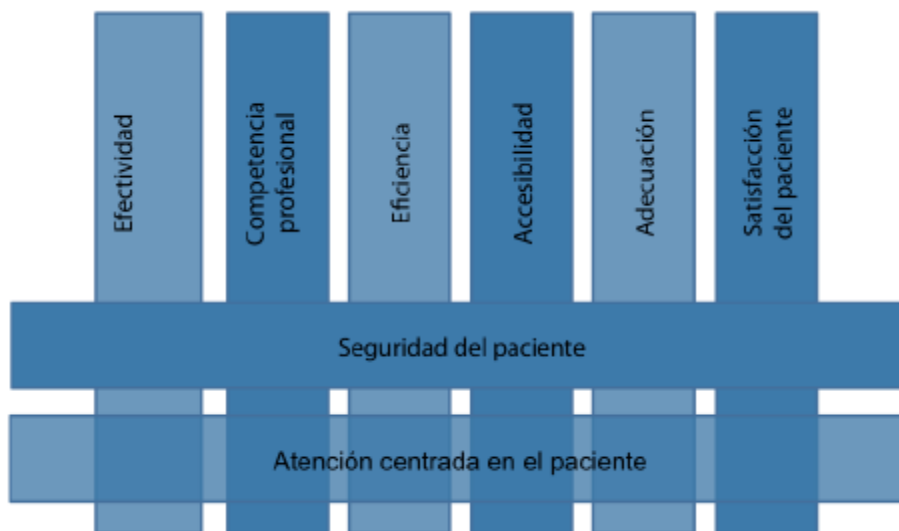 Efectividad
Competencia
profesional
Eficiencia
Accesibilidad
Adecuación
Satisfacción
del paciente
Seguridad del paciente
Atención centrada en el paciente